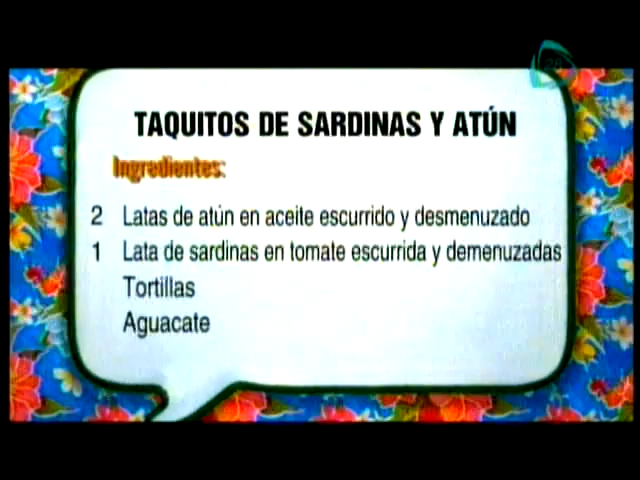 28
TAQUITOS DE SARDINAS Y ATÚN
Ingredientes:
2 Latas de atún en aceite escurrido y desmenuzado
1 Lata de sardinas en tomate escurrida y demenuzadas
Tortillas
Aguacate